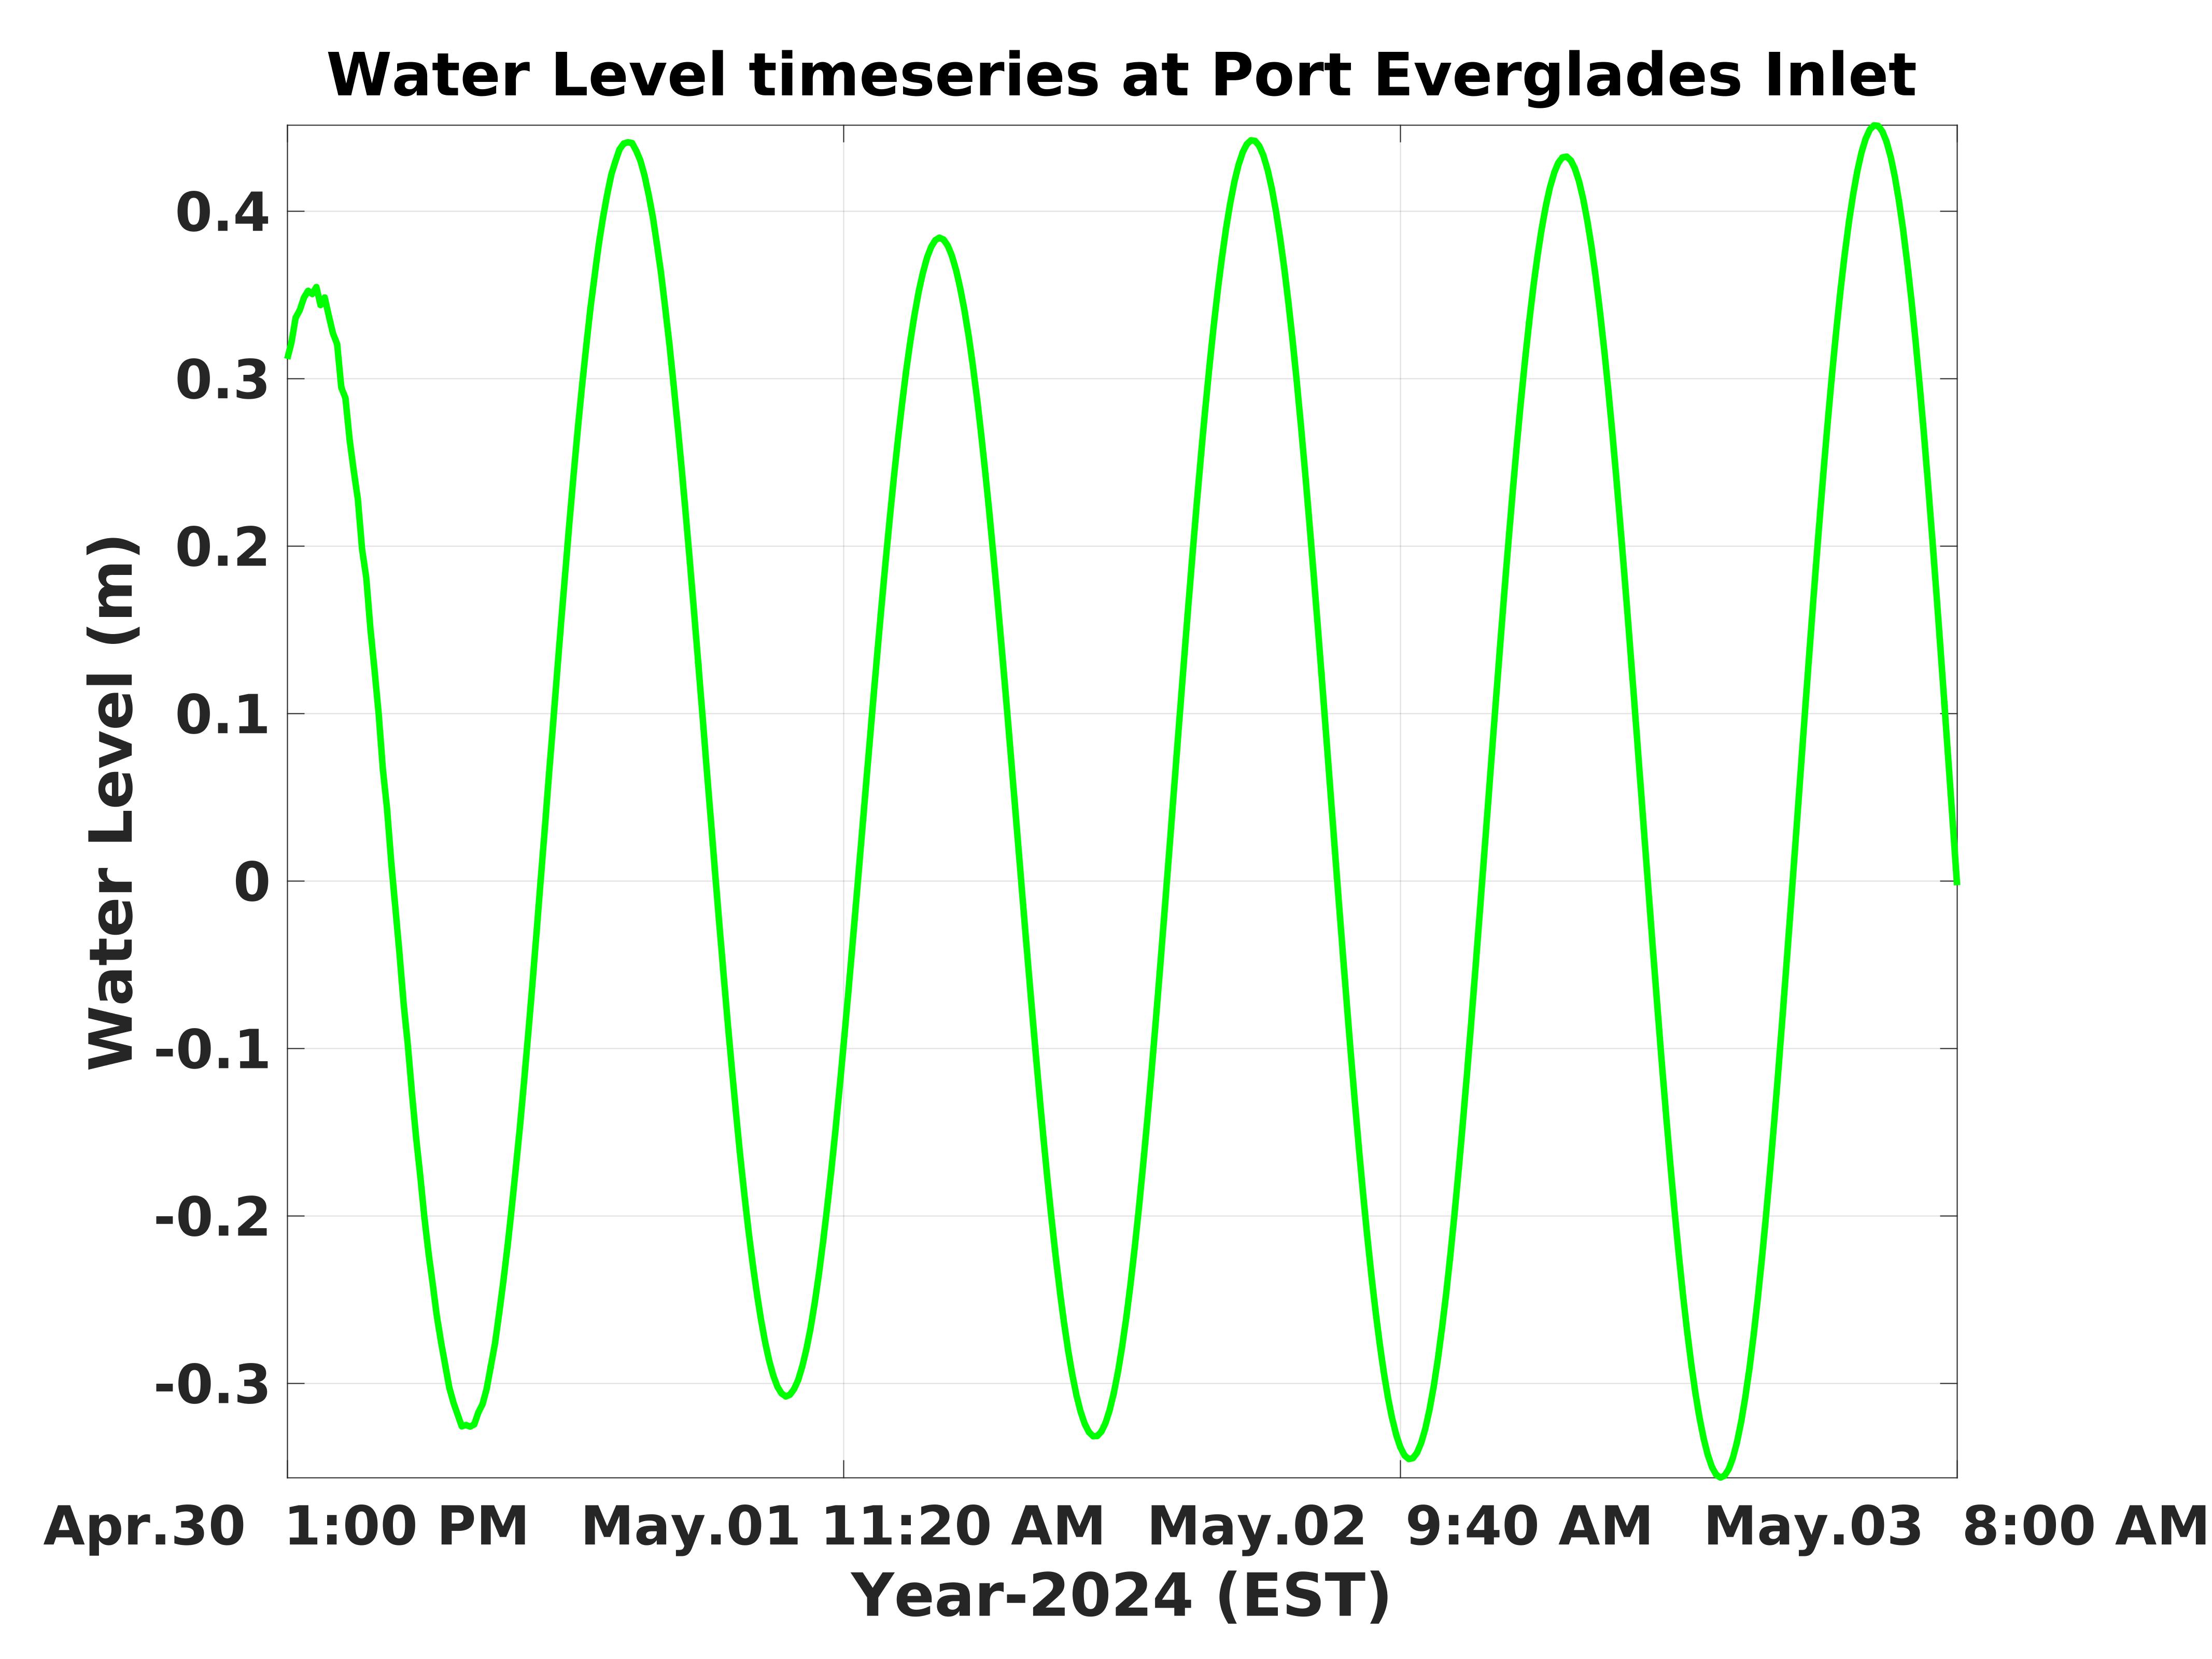 Water Level timeseries at Port Everglades Inlet
0.4
0.3
0.2
0.1
0
-0.1
-0.2
-0.3
Water Level (m)
Apr.30 1:00 PM May.01 11:20 AM May.02 9:40 AM May.03 8:00 AM
Year-2024 (EST)